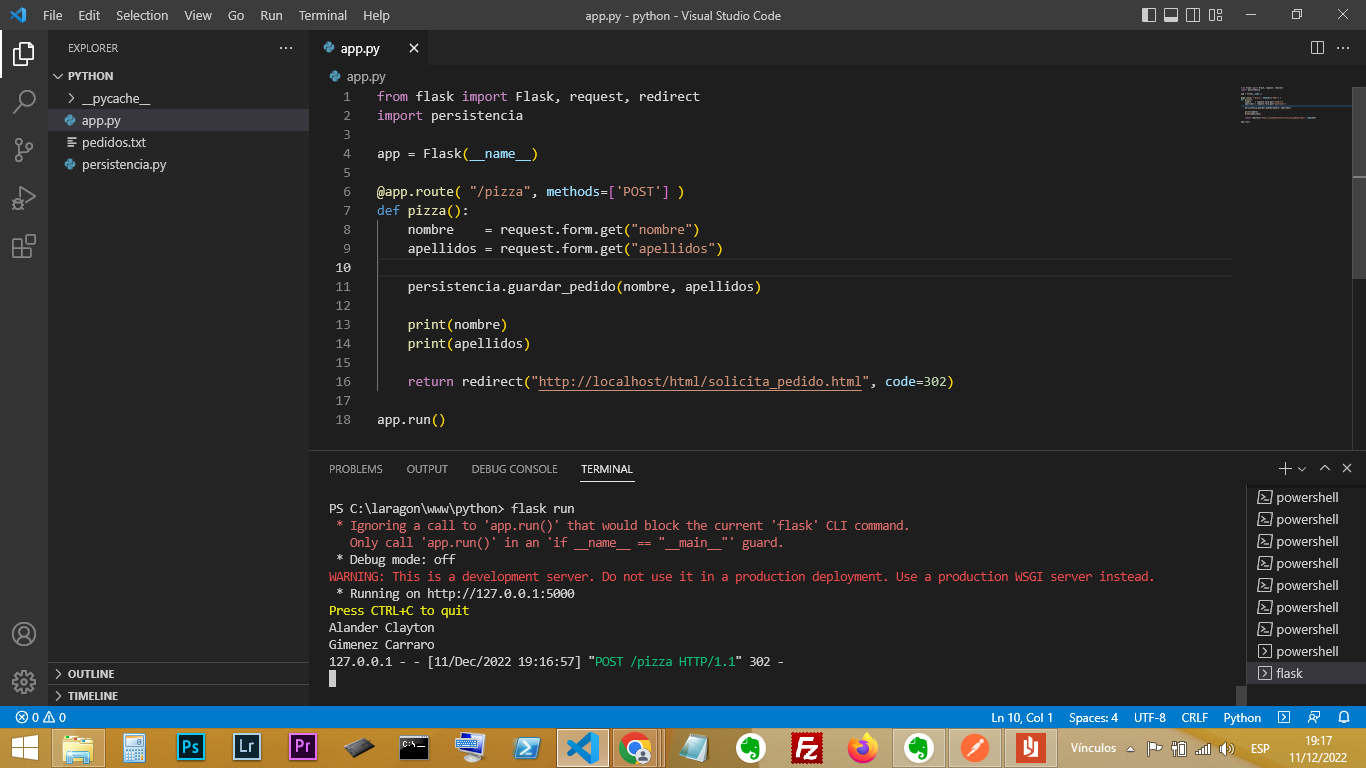 File Edit Selection View Go Run Terminal Help
app.py - python - Visual Studio Code
EXPLORER
PYTHON
__pycache__
app.py
pedidos.txt
persistencia.py
OUTLINE
TIMELINE
app.py
app.py
1 from flask import Flask, request, redirect
2 import persistencia
3
4 app = Flask(__name__)
5
6 @app.route( "/pizza", methods=['POST'] )
7 def pizza():
8 nombre    = request.form.get("nombre")
9 apellidos = request.form.get("apellidos")
10
11 persistencia.guardar_pedido(nombre, apellidos)
12
13 print(nombre)
14 print(apellidos)
15
16 return redirect("http://localhost/html/solicita_pedido.html", code=302)
17
18 app.run()
PROBLEMS OUTPUT DEBUG CONSOLE TERMINAL
PS C:\laragon\www\python> flask run
* Ignoring a call to 'app.run()' that would block the current 'flask' CLI command.
Only call 'app.run()' in an 'if __name__ == "__main__"' guard.
* Debug mode: off
WARNING: This is a development server. Do not use it in a production deployment. Use a production WSGI server instead.
* Running on http://127.0.0.1:5000
Press CTRL+C to quit
Alander Clayton
Gimenez Carraro
127.0.0.1 - - [11/Dec/2022 19:16:57] "POST /pizza HTTP/1.1" 302 -
powershell
powershell
powershell
powershell
powershell
powershell
powershell
powershell
flask
0 0
Ln 10, Col 1 Spaces: 4 UTF-8 CRLF Python
Ps Lr Pr C:\ Fz
Vínculos ESP
19:17
11/12/2022